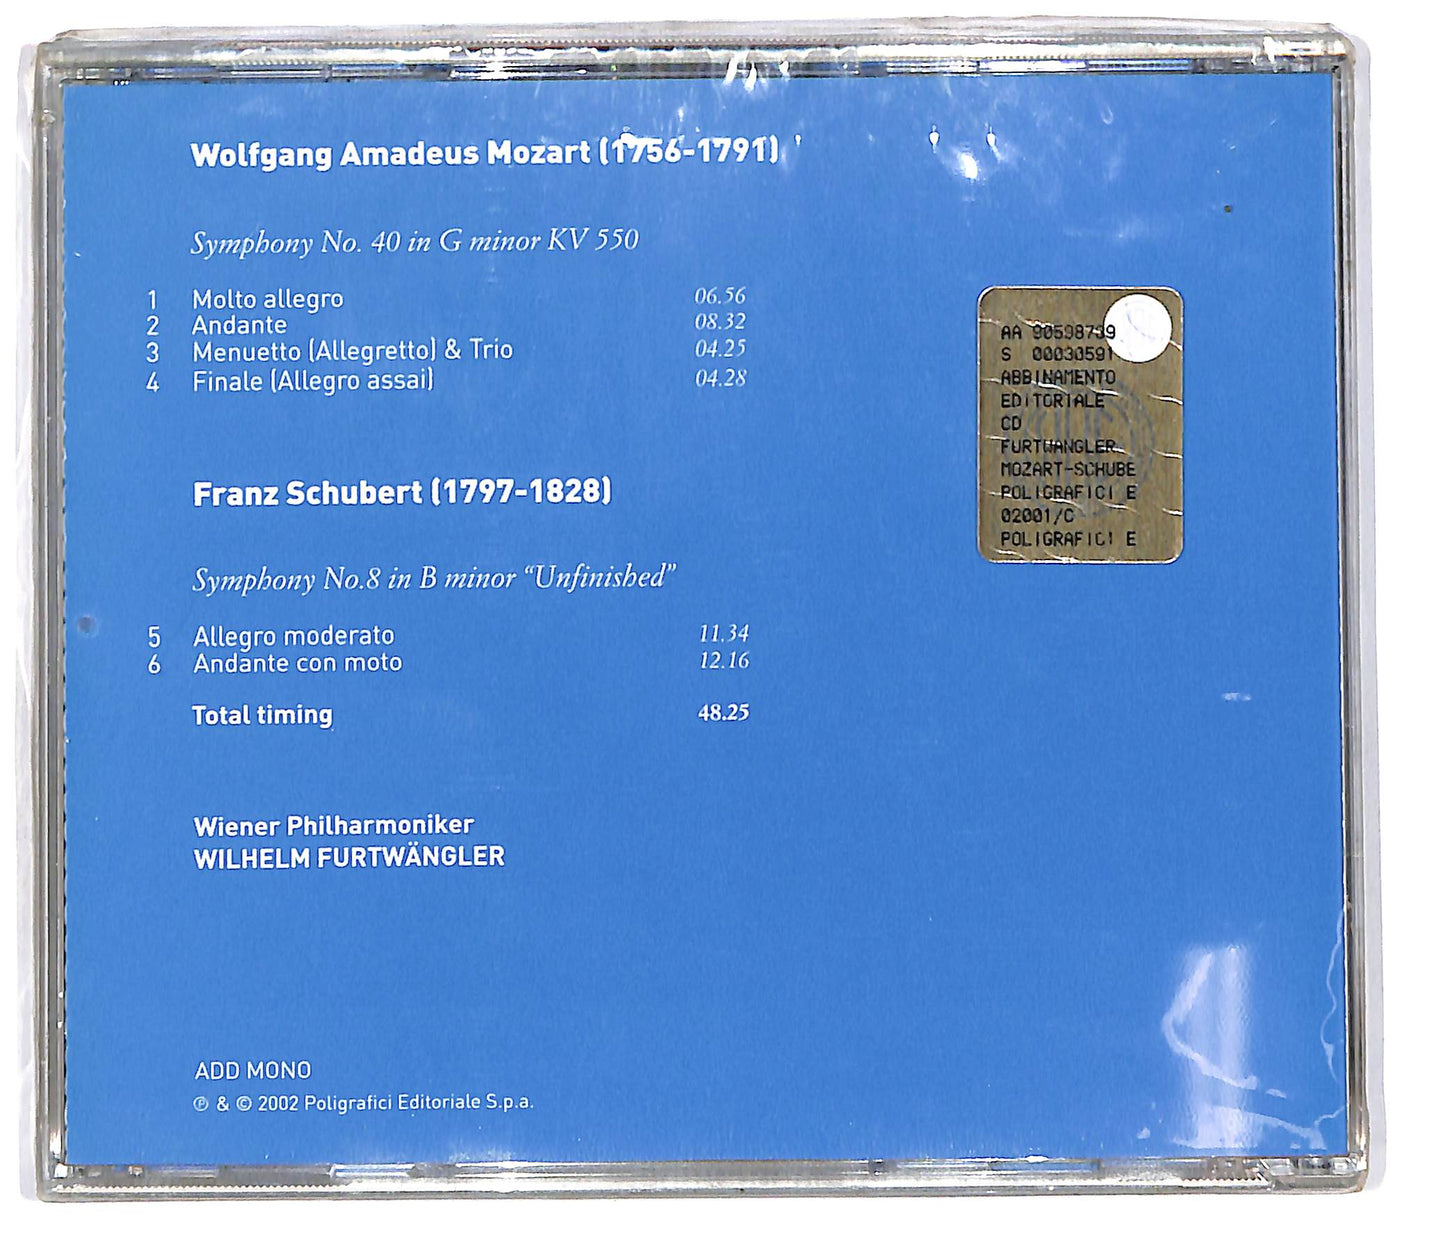 Wolfgang Amadeus Mozart (1756-1791)
Symphony No. 40 in G minor KV 550
1 Molto allegro 06.56
2 Andante 08.32
3 Menuetto (Allegretto) & Trio 04.25
4 Finale (Allegro assai) 04.28
AA 90598739
S 00030591
ABBINAMENTO
EDITORIALE
CD
FURTWANGLER
MOZART-SCHUBE
POLIGRAFICI E
02001/C
POLIGRAFICI E
Franz Schubert (1797-1828)
Symphony No.8 in B minor “Unfinished”
5 Allegro moderato 11.34
6 Andante con moto 12.16
Total timing 48.25
Wiener Philharmoniker
WILHELM FURTWÄNGLER
ADD MONO
℗ & © 2002 Poligrafici Editoriale S.p.a.